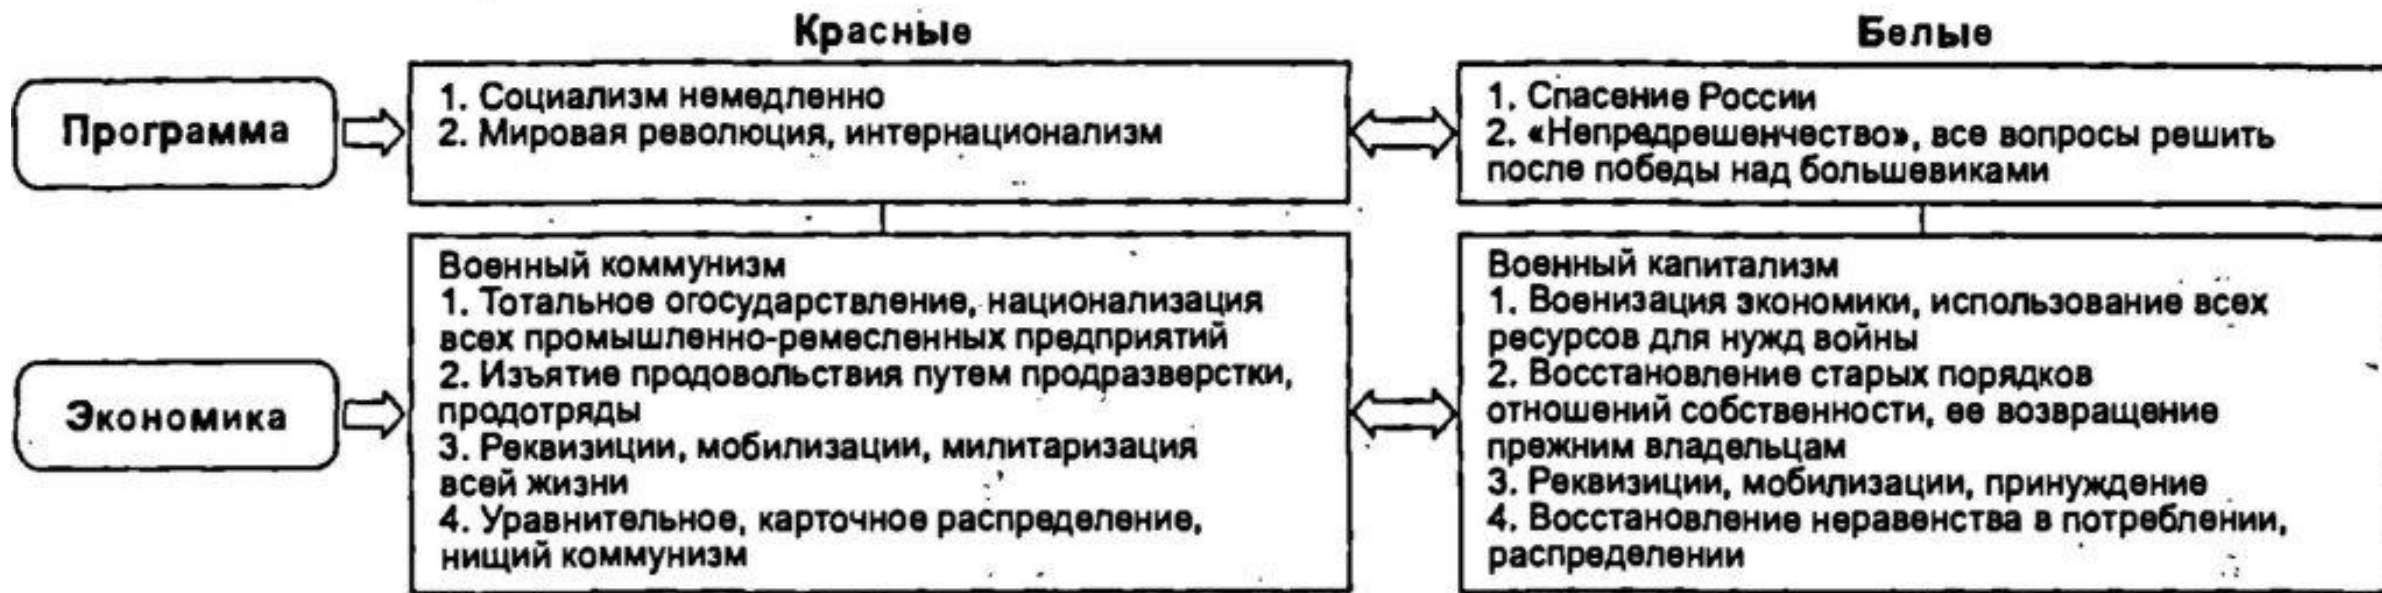 Красные
Белые
Программа
1. Социализм немедленно
2. Мировая революция, интернационализм
1. Спасение России
2. «Непредрешенчество», все вопросы решить
после победы над большевиками
Экономика
Военный коммунизм
1. Тотальное огосударствление, национализация
всех промышленно-ремесленных предприятий
2. Изъятие продовольствия путем продразверстки,
продотряды
3. Реквизиции, мобилизации, милитаризация
всей жизни
4. Уравнительное, карточное распределение,
нищий коммунизм
Военный капитализм
1. Военизация экономики, использование всех
ресурсов для нужд войны
2. Восстановление старых порядков
отношений собственности, ее возвращение
прежним владельцам
3. Реквизиции, мобилизации, принуждение
4. Восстановление неравенства в потреблении,
распределении